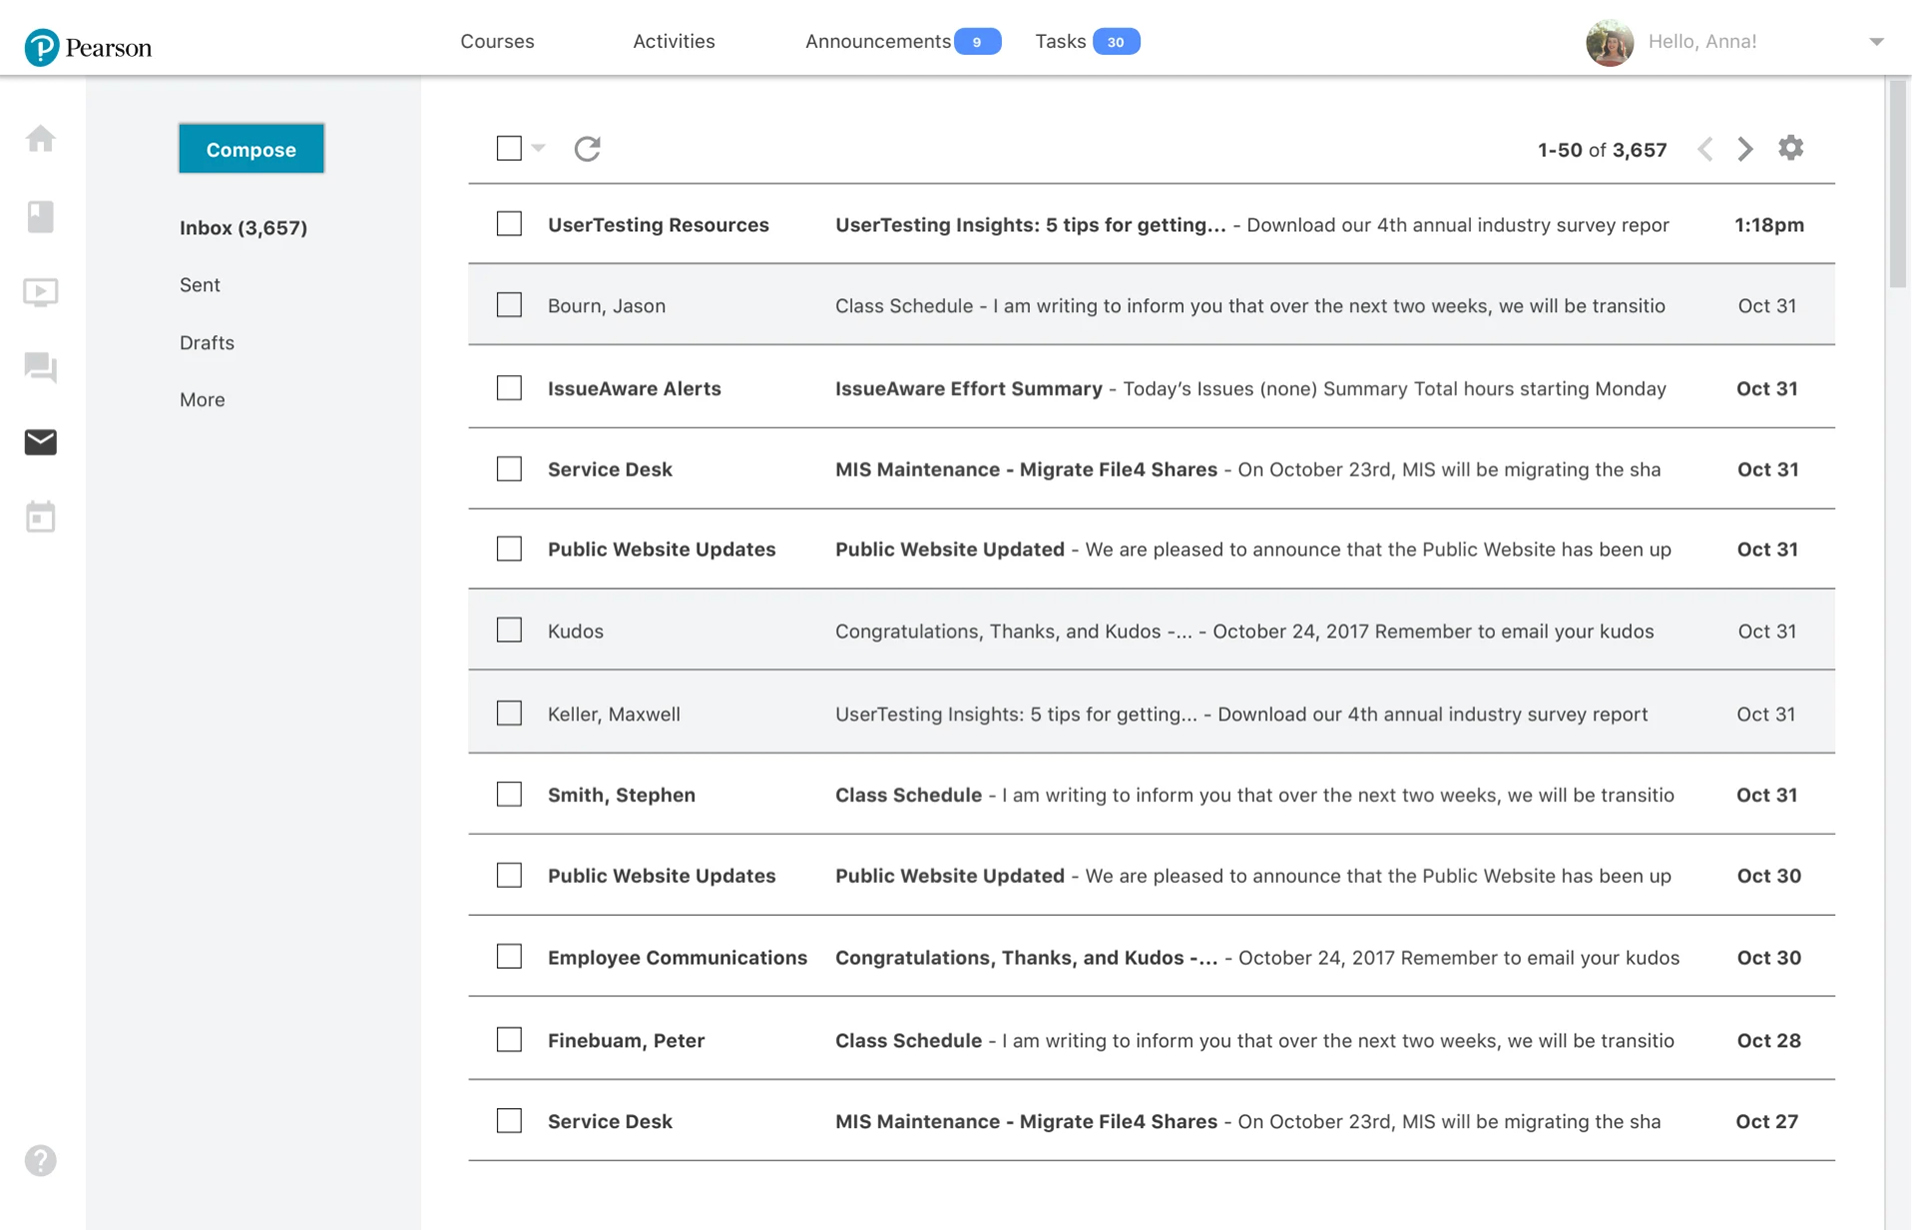 Pearson
Courses
Activities
Announcements 9
Tasks 30
Hello, Anna!
Compose
Inbox (3,657)
Sent
Drafts
More
1-50 of 3,657
UserTesting Resources UserTesting Insights: 5 tips for getting... - Download our 4th annual industry survey repor 1:18pm
Bourn, Jason Class Schedule - I am writing to inform you that over the next two weeks, we will be transitio Oct 31
IssueAware Alerts IssueAware Effort Summary - Today’s Issues (none) Summary Total hours starting Monday Oct 31
Service Desk MIS Maintenance - Migrate File4 Shares - On October 23rd, MIS will be migrating the sha Oct 31
Public Website Updates Public Website Updated - We are pleased to announce that the Public Website has been up Oct 31
Kudos Congratulations, Thanks, and Kudos -... - October 24, 2017 Remember to email your kudos Oct 31
Keller, Maxwell UserTesting Insights: 5 tips for getting... - Download our 4th annual industry survey report Oct 31
Smith, Stephen Class Schedule - I am writing to inform you that over the next two weeks, we will be transitio Oct 31
Public Website Updates Public Website Updated - We are pleased to announce that the Public Website has been up Oct 30
Employee Communications Congratulations, Thanks, and Kudos -... - October 24, 2017 Remember to email your kudos Oct 30
Finebuam, Peter Class Schedule - I am writing to inform you that over the next two weeks, we will be transitio Oct 28
Service Desk MIS Maintenance - Migrate File4 Shares - On October 23rd, MIS will be migrating the sha Oct 27
?